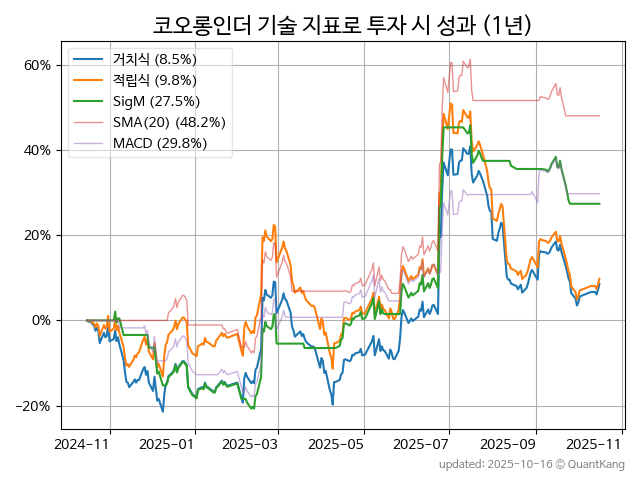 코오롱인더 기술 지표로 투자 시 성과 (1년)
거치식 (8.5%)
적립식 (9.8%)
SigM (27.5%)
SMA(20) (48.2%)
MACD (29.8%)
60%
40%
20%
0%
−20%
2024-11
2025-01
2025-03
2025-05
2025-07
2025-09
2025-11
updated: 2025-10-16 © QuantKang